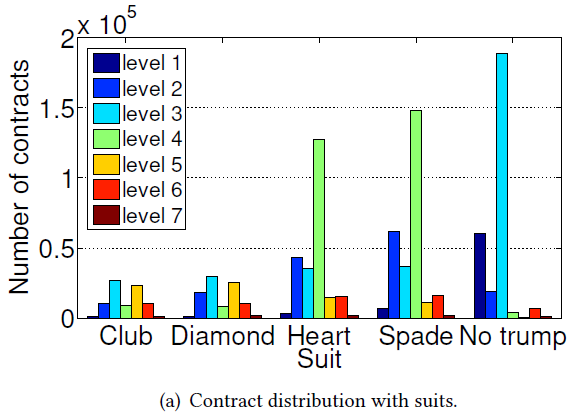 × 10^5
2
1.5
1
0.5
0
Number of contracts
level 1
level 2
level 3
level 4
level 5
level 6
level 7
Club Diamond Heart Spade No trump
Suit
(a) Contract distribution with suits.